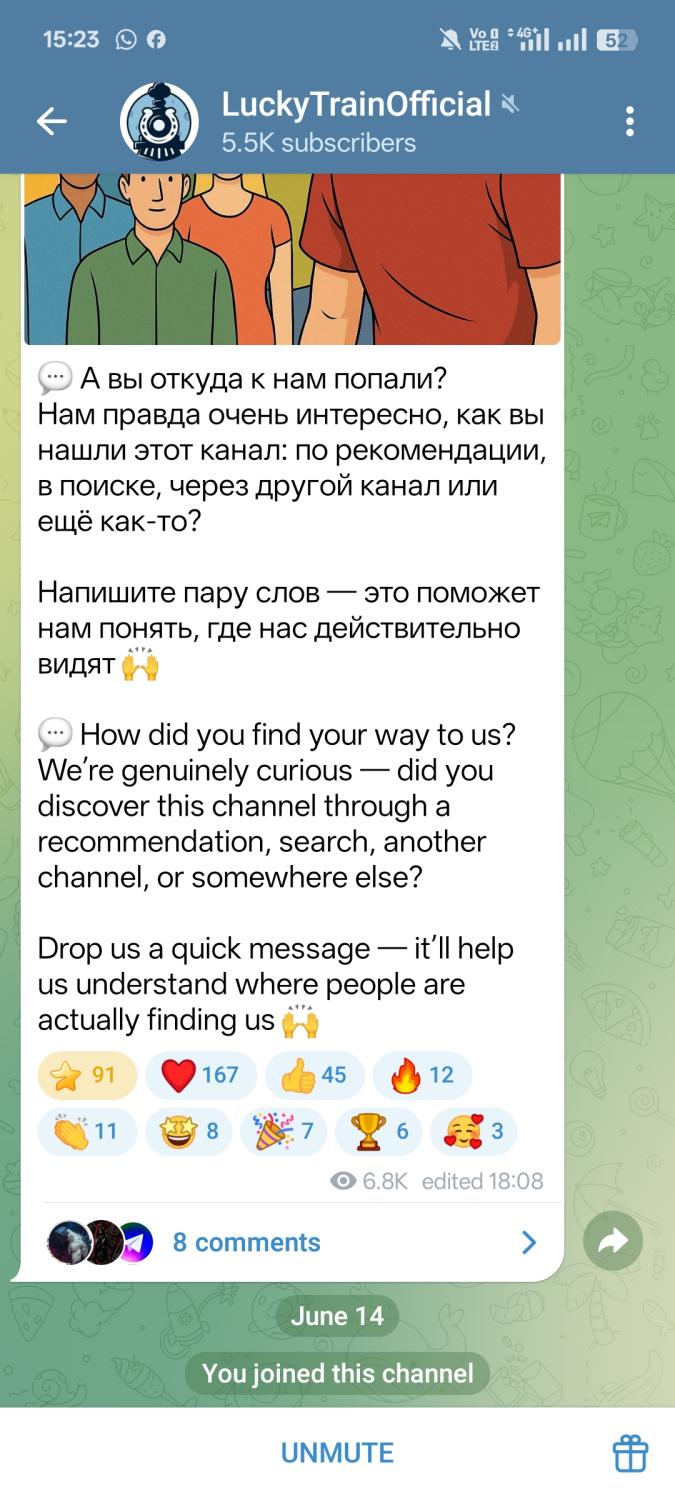 15:23
Vo
LTE2
4G+
52
LuckyTrainOfficial
5.5K subscribers
💬 А вы откуда к нам попали?
Нам правда очень интересно, как вы
нашли этот канал: по рекомендации,
в поиске, через другой канал или
ещё как-то?
Напишите пару слов — это поможет
нам понять, где нас действительно
видят 🙌
💬 How did you find your way to us?
We’re genuinely curious — did you
discover this channel through a
recommendation, search, another
channel, or somewhere else?
Drop us a quick message — it’ll help
us understand where people are
actually finding us 🙌
⭐ 91 ❤️ 167 👍 45 🔥 12
👏 11 🤩 8 🎉 7 🏆 6 🥰 3
6.8K edited 18:08
8 comments
June 14
You joined this channel
UNMUTE